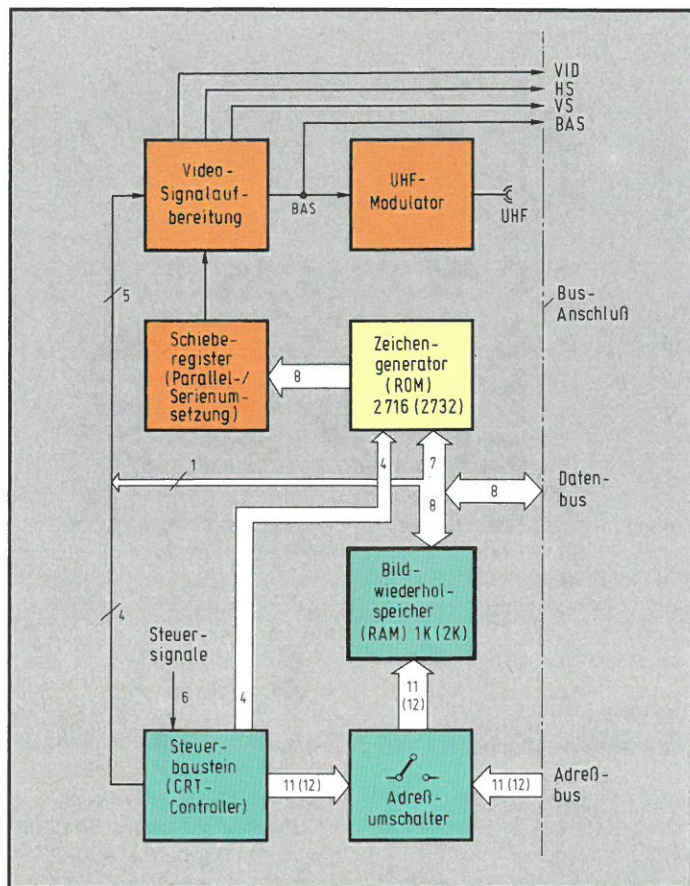 VID
HS
VS
BAS
Video-
Signalauf-
bereitung
BAS
UHF-
Modulator
UHF
5
Bus-
Anschluß
Schiebe-
register
(Parallel-/
Serienum-
setzung)
8
Zeichen-
generator
(ROM)
2716 (2732)
1
4
7
8
8
Daten-
bus
Bild-
wiederhol-
speicher
(RAM) 1K (2K)
4
Steuer-
signale
6
4
11
(12)
Steuer-
baustein
(CRT-
Controller)
11 (12)
Adreß-
umschalter
11 (12)
Adreß-
bus